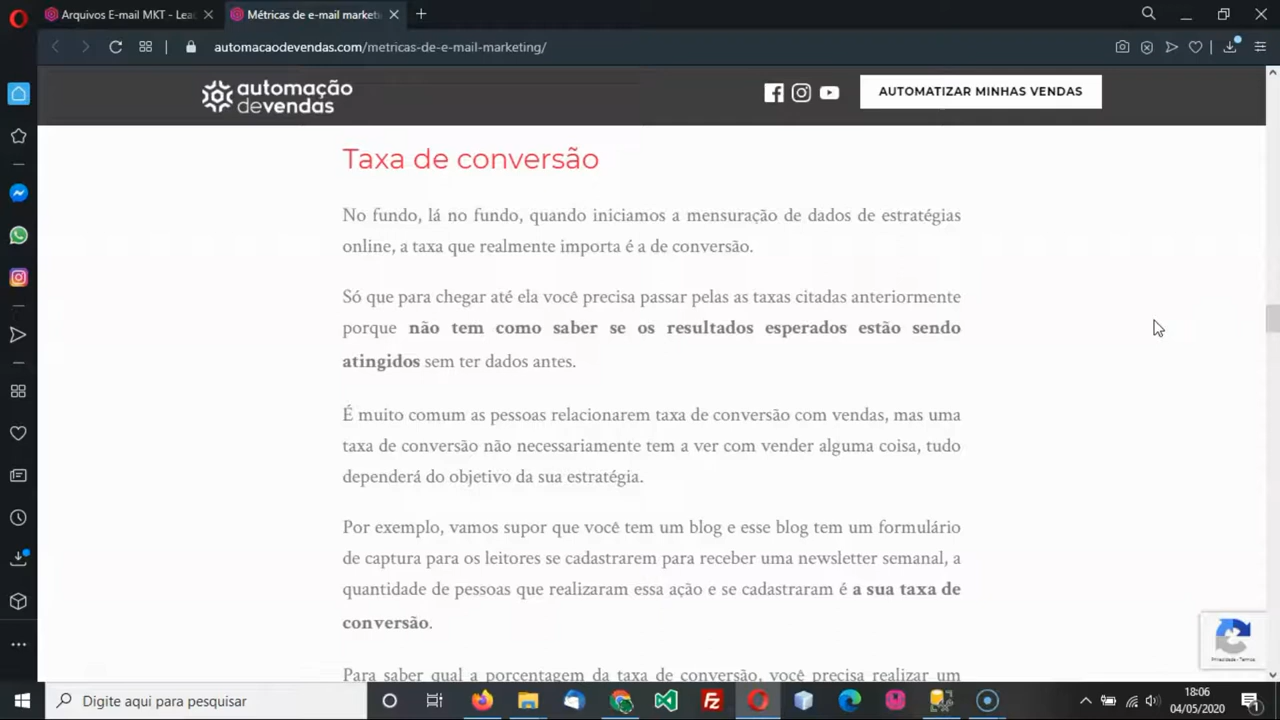 Arquivos E-mail MKT - Lea
Métricas de e-mail marketi
automacaodevendas.com/metricas-de-e-mail-marketing/
automação
devendas
AUTOMATIZAR MINHAS VENDAS
Taxa de conversão
No fundo, lá no fundo, quando iniciamos a mensuração de dados de estratégias
online, a taxa que realmente importa é a de conversão.
Só que para chegar até ela você precisa passar pelas as taxas citadas anteriormente
porque não tem como saber se os resultados esperados estão sendo
atingidos sem ter dados antes.
É muito comum as pessoas relacionarem taxa de conversão com vendas, mas uma
taxa de conversão não necessariamente tem a ver com vender alguma coisa, tudo
dependerá do objetivo da sua estratégia.
Por exemplo, vamos supor que você tem um blog e esse blog tem um formulário
de captura para os leitores se cadastrarem para receber uma newsletter semanal, a
quantidade de pessoas que realizaram essa ação e se cadastraram é a sua taxa de
conversão.
Para saber qual a porcentagem da taxa de conversão, você precisa realizar um
Privacidade - Termos
Digite aqui para pesquisar
18:06
04/05/2020
1